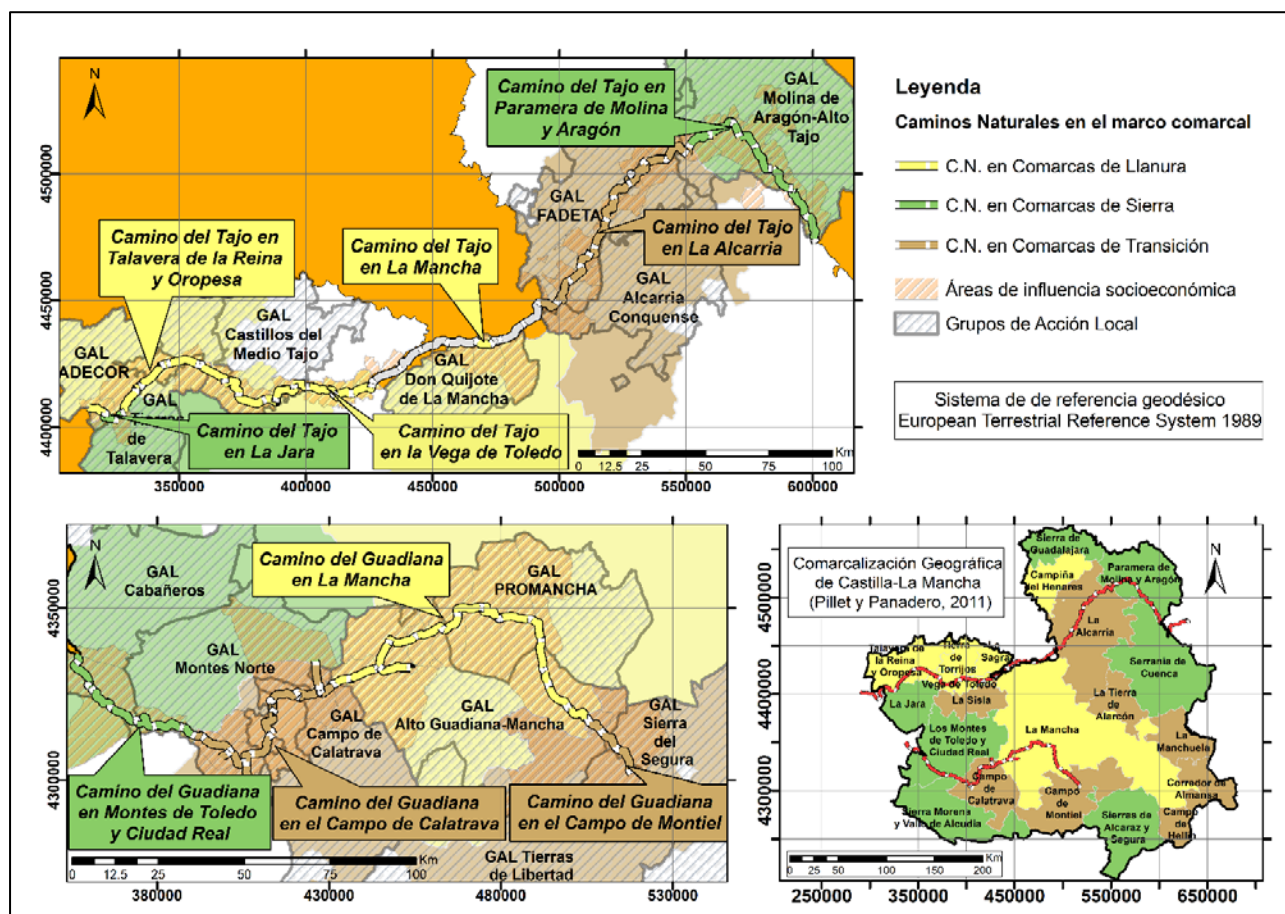 N
Camino del Tajo en
Paramera de Molina
y Aragón
GAL
Molina de
Aragón-Alto
Tajo
GAL
FADETA
Camino del Tajo en
Talavera de la Reina
y Oropesa
Camino del Tajo
en La Mancha
Camino del Tajo
en La Alcarria
GAL
Castillos del
Medio Tajo
GAL
Alcarria
Conquense
GAL
ADECOR
GAL
Don Quijote
de La Mancha
GAL
de
Talavera
Camino del Tajo
en La Jara
Camino del Tajo
en la Vega de Toledo
0 12.5 25 50 75 100 Km
4500000
4450000
4400000
350000 400000 450000 500000 550000 600000
Leyenda
Caminos Naturales en el marco comarcal
C.N. en Comarcas de Llanura
C.N. en Comarcas de Sierra
C.N. en Comarcas de Transición
Áreas de influencia socioeconómica
Grupos de Acción Local
Sistema de de referencia geodésico
European Terrestrial Reference System 1989
N
Camino del Guadiana
en La Mancha
GAL
PROMANCHA
GAL
Cabañeros
GAL
Montes Norte
GAL
Campo de
Calatrava
GAL
Alto Guadiana-Mancha
GAL
Sierra
del
Segura
Camino del Guadiana
en Montes de Toledo
y Ciudad Real
Camino del Guadiana
en el Campo de Calatrava
Camino del Guadiana
en el Campo de Montiel
GAL Tierras
de Libertad
0 12.5 25 50 75 100 Km
4350000
4300000
380000 430000 480000 530000
Comarcalización Geográfica
de Castilla-La Mancha
(Pillet y Panadero, 2011)
N
Sierra de
Guadalajara
Campiña
del Henares
Paramera de
Molina y Aragón
La
Alcarria
Talavera de
la Reina
y Oropesa
Tierra
de
Torrijos
La
Sagra
Vega de Toledo
Serranía de
Cuenca
La Jara
La Sisla
La Tierra
de
Alarcón
Los Montes
de Toledo y
Ciudad Real
La Mancha
La
Manchuela
Campo
de
Calatrava
Campo
de
Montiel
Corredor de
Almansa
Sierra Morena
y Valle de Alcudia
Sierras de
Alcaraz y
Segura
Campo
de
Hellín
0 25 50 100 150 200 Km
4500000
4400000
4300000
250000 350000 450000 550000 650000